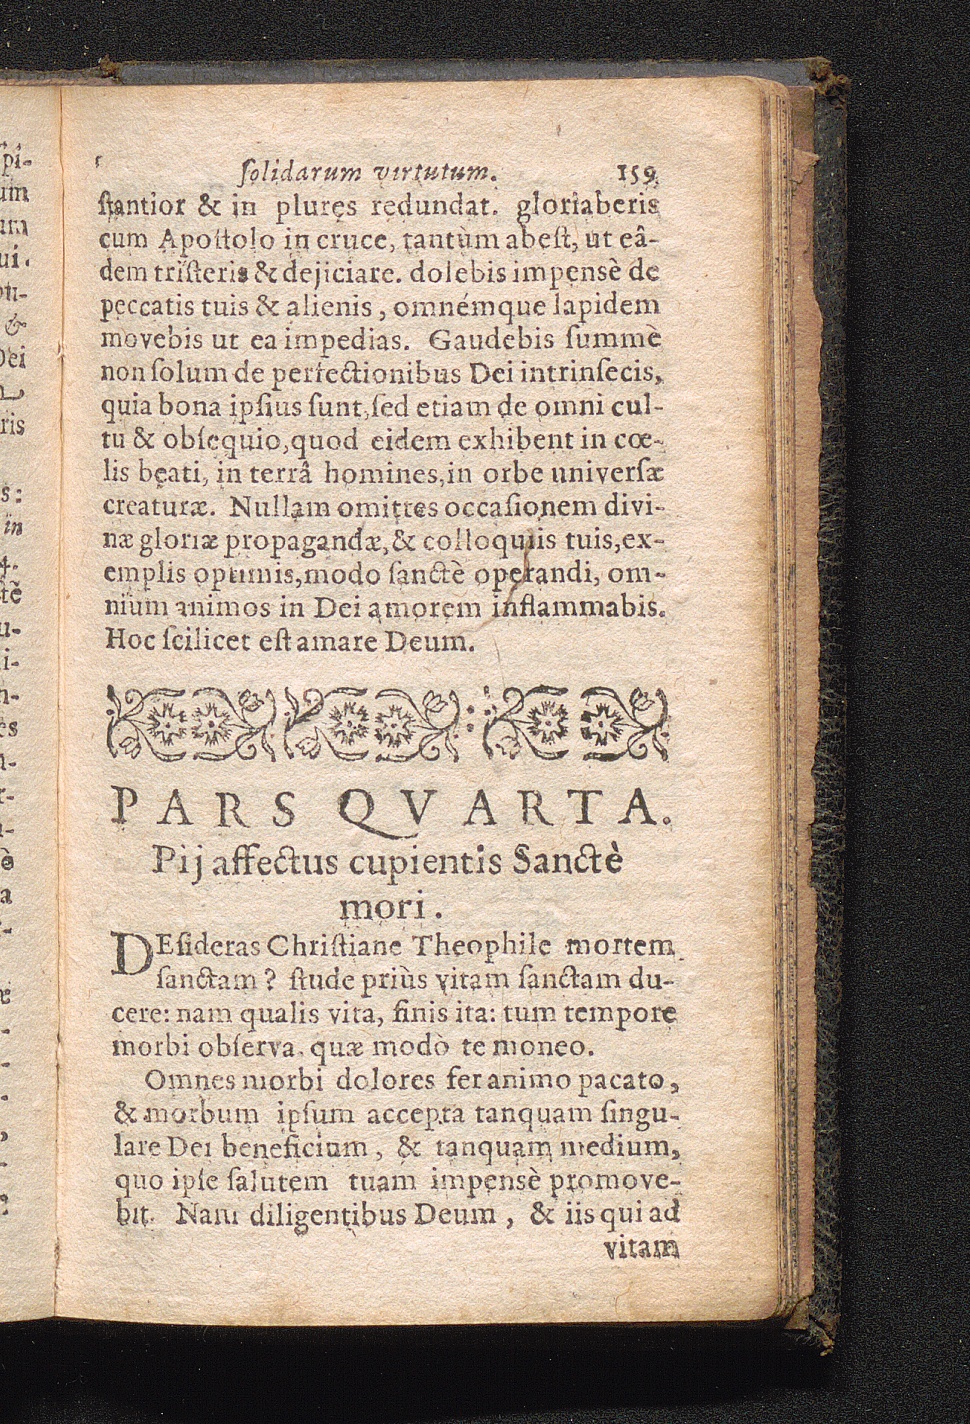 ſolidarum virtutum. 159
ſtantior & in plures redundat. gloriaberis
cum Apoſtolo in cruce, tantùm abeſt, ut eâ-
dem triſteris & dejiciare. dolebis impensè de
peccatis tuis & alienis, omnémque lapidem
movebis ut ea impedias. Gaudebis ſummè
non ſolum de perfectionibus Dei intrinſecis,
quia bona ipſius ſunt, ſed etiam de omni cul-
tu & obſequio, quod eidem exhibent in cœ-
lis beati, in terrâ homines, in orbe univerſæ
creaturæ. Nullam omittes occaſionem divi-
næ gloriæ propagandæ, & colloquiis tuis, ex-
emplis optimis, modo ſanctè operandi, om-
nium animos in Dei amorem inflammabis.
Hoc ſcilicet eſt amare Deum.
PARS QVARTA.
Pij affectus cupientis Sanctè
mori.
DEſideras Chriſtiane Theophile mortem
ſanctam? ſtude priùs vitam ſanctam du-
cere: nam qualis vita, finis ita: tum tempore
morbi obſerva. quæ modò te moneo.
Omnes morbi dolores fer animo pacato,
& morbum ipſum accepta tanquam ſingu-
lare Dei beneficium, & tanquam medium,
quo ipſe ſalutem tuam impensè promove-
bit. Nam diligentibus Deum, & iis qui ad
vitam